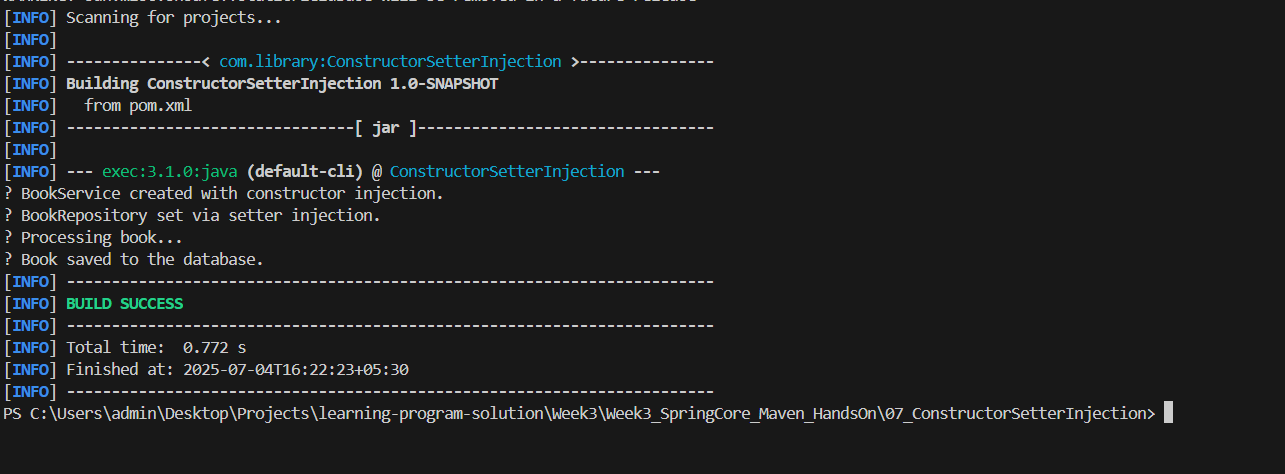 [INFO] Scanning for projects...
[INFO]
[INFO] ---------------< com.library:ConstructorSetterInjection >---------------
[INFO] Building ConstructorSetterInjection 1.0-SNAPSHOT
[INFO]   from pom.xml
[INFO] --------------------------------[ jar ]---------------------------------
[INFO]
[INFO] --- exec:3.1.0:java (default-cli) @ ConstructorSetterInjection ---
? BookService created with constructor injection.
? BookRepository set via setter injection.
? Processing book...
? Book saved to the database.
[INFO] ------------------------------------------------------------------------
[INFO] BUILD SUCCESS
[INFO] ------------------------------------------------------------------------
[INFO] Total time:  0.772 s
[INFO] Finished at: 2025-07-04T16:22:23+05:30
[INFO] ------------------------------------------------------------------------
PS C:\Users\admin\Desktop\Projects\learning-program-solution\Week3\Week3_SpringCore_Maven_HandsOn\07_ConstructorSetterInjection>